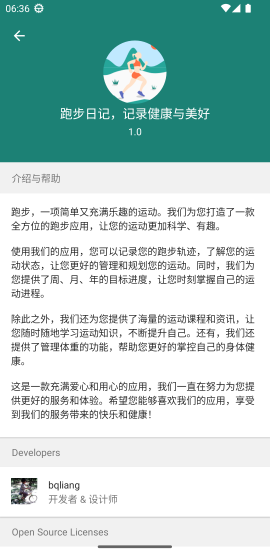 06:36
跑步日记，记录健康与美好
1.0
介绍与帮助
跑步，一项简单又充满乐趣的运动。我们为您打造了一款
全方位的跑步应用，让您的运动更加科学、有趣。
使用我们的应用，您可以记录您的跑步轨迹，了解您的运
动状态，让您更好的管理和规划您的运动。同时，我们为
您提供了周、月、年的目标进度，让您时刻掌握自己的运
动进程。
除此之外，我们还为您提供了海量的运动课程和资讯，让
您随时随地学习运动知识，不断提升自己。还有，我们还
提供了管理体重的功能，帮助您更好的掌控自己的身体健
康。
这是一款充满爱心和用心的应用，我们一直在努力为您提
供更好的服务和体验。希望您能够喜欢我们的应用，享受
到我们的服务带来的快乐和健康！
Developers
bqliang
开发者 & 设计师
Open Source Licenses